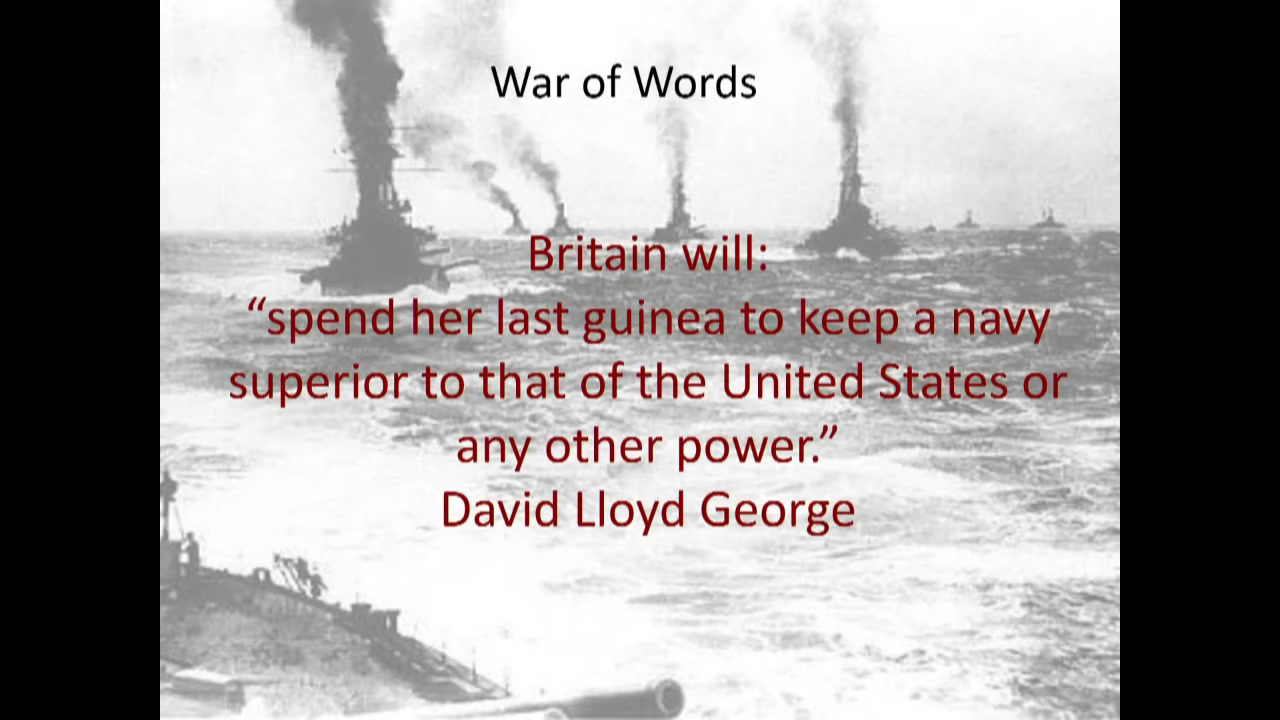 War of Words
Britain will:
“spend her last guinea to keep a navy
superior to that of the United States or
any other power.”
David Lloyd George